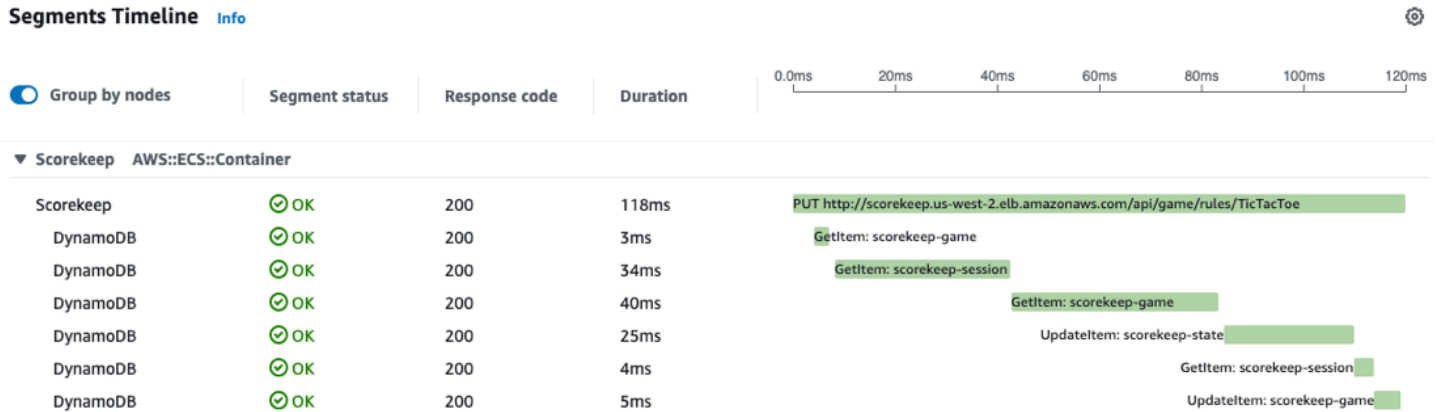 Segments Timeline Info
0.0ms 20ms 40ms 60ms 80ms 100ms 120ms
Group by nodes Segment status Response code Duration
Scorekeep AWS::ECS::Container
Scorekeep OK 200 118ms PUT http://scorekeep.us-west-2.elb.amazonaws.com/api/game/rules/TicTacToe
DynamoDB OK 200 3ms GetItem: scorekeep-game
DynamoDB OK 200 34ms GetItem: scorekeep-session
DynamoDB OK 200 40ms GetItem: scorekeep-game
DynamoDB OK 200 25ms UpdateItem: scorekeep-state
DynamoDB OK 200 4ms GetItem: scorekeep-session
DynamoDB OK 200 5ms UpdateItem: scorekeep-game